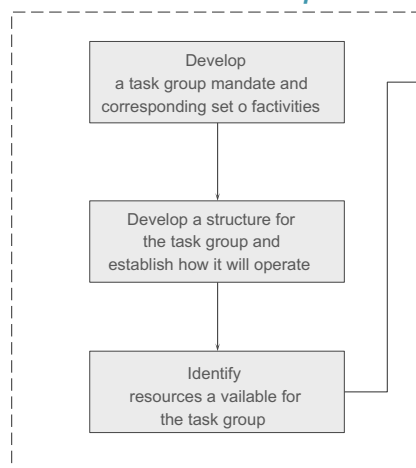 Develop
a task group mandate and
corresponding set o factivities
Develop a structure for
the task group and
establish how it will operate
Identify
resources a vailable for
the task group